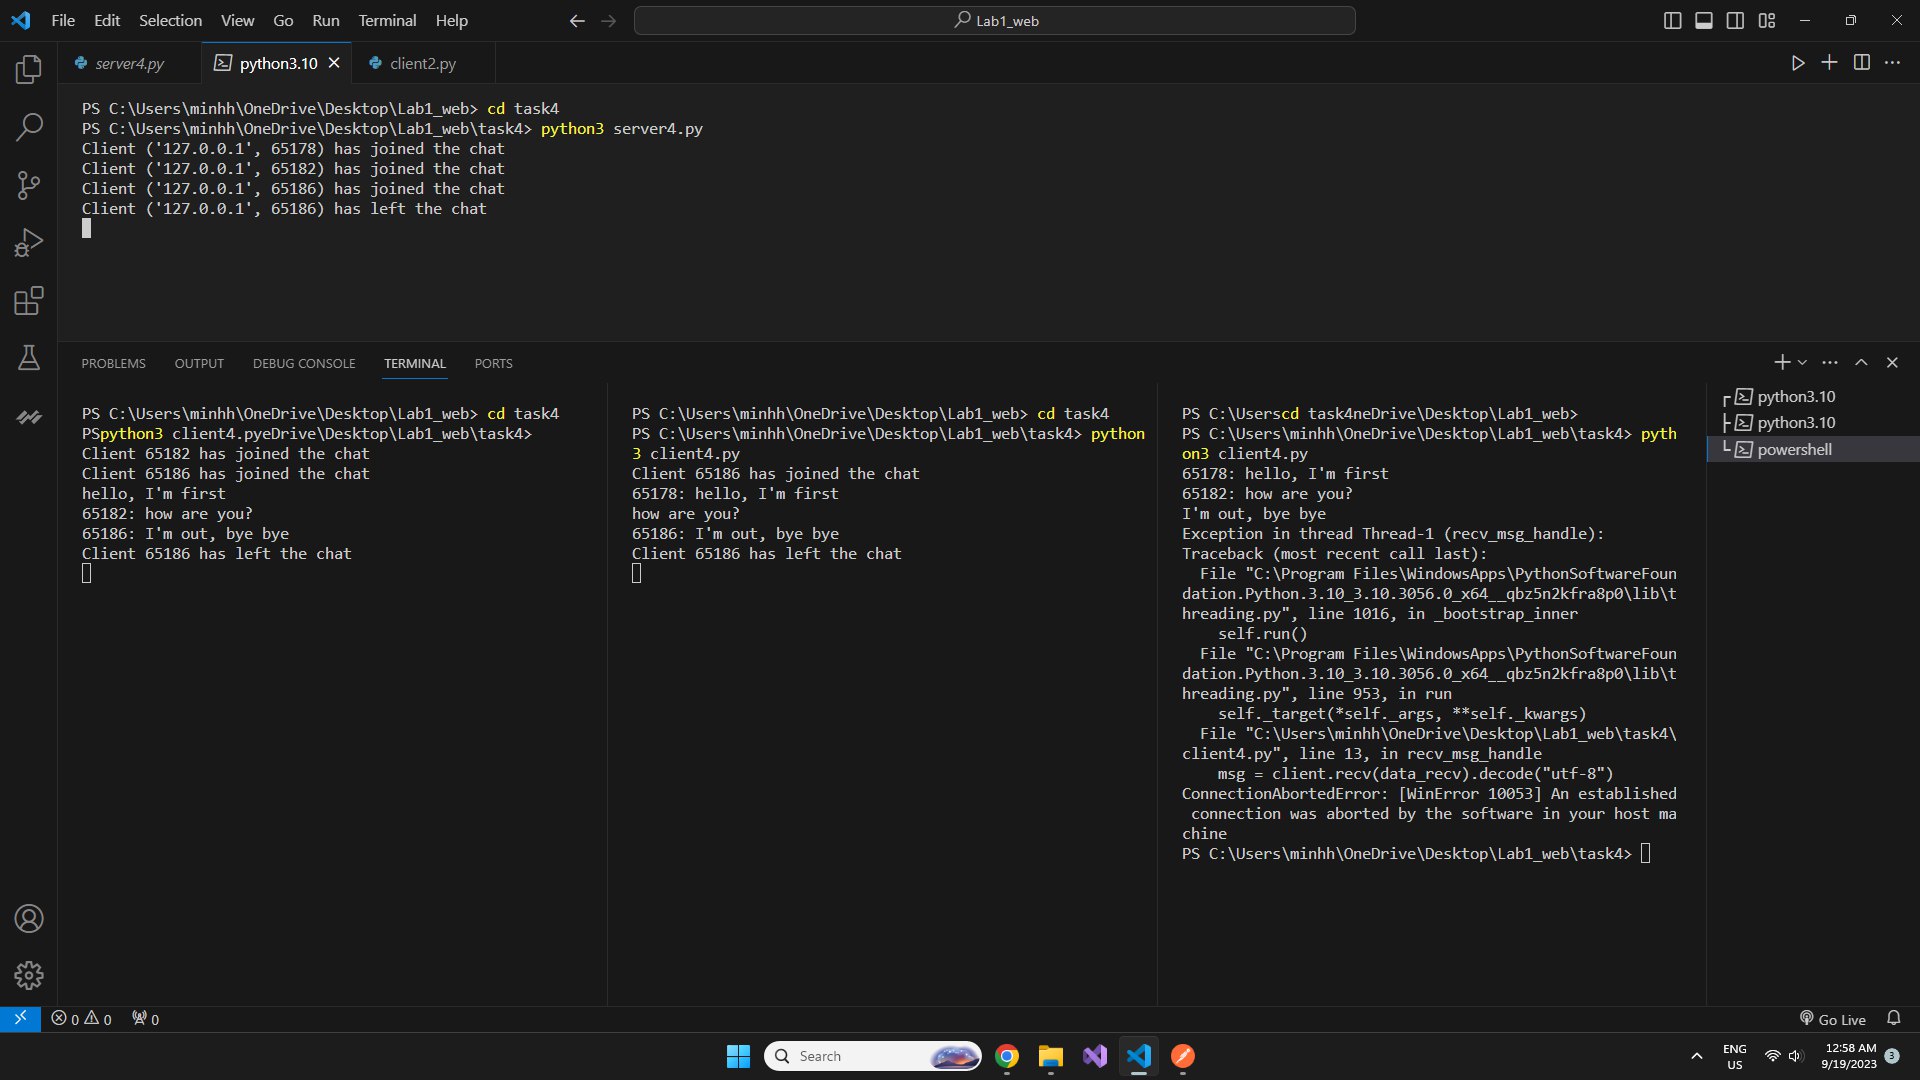 File Edit Selection View Go Run Terminal Help
Lab1_web
server4.py
python3.10
client2.py
PS C:\Users\minhh\OneDrive\Desktop\Lab1_web> cd task4
PS C:\Users\minhh\OneDrive\Desktop\Lab1_web\task4> python3 server4.py
Client ('127.0.0.1', 65178) has joined the chat
Client ('127.0.0.1', 65182) has joined the chat
Client ('127.0.0.1', 65186) has joined the chat
Client ('127.0.0.1', 65186) has left the chat
PROBLEMS OUTPUT DEBUG CONSOLE TERMINAL PORTS
PS C:\Users\minhh\OneDrive\Desktop\Lab1_web> cd task4
PSpython3 client4.pyeDrive\Desktop\Lab1_web\task4>
Client 65182 has joined the chat
Client 65186 has joined the chat
hello, I'm first
65182: how are you?
65186: I'm out, bye bye
Client 65186 has left the chat
PS C:\Users\minhh\OneDrive\Desktop\Lab1_web> cd task4
PS C:\Users\minhh\OneDrive\Desktop\Lab1_web\task4> python
3 client4.py
Client 65186 has joined the chat
65178: hello, I'm first
how are you?
65186: I'm out, bye bye
Client 65186 has left the chat
PS C:\Userscd task4neDrive\Desktop\Lab1_web>
PS C:\Users\minhh\OneDrive\Desktop\Lab1_web\task4> pyth
on3 client4.py
65178: hello, I'm first
65182: how are you?
I'm out, bye bye
Exception in thread Thread-1 (recv_msg_handle):
Traceback (most recent call last):
  File "C:\Program Files\WindowsApps\PythonSoftwareFoun
dation.Python.3.10_3.10.3056.0_x64__qbz5n2kfra8p0\lib\t
hreading.py", line 1016, in _bootstrap_inner
    self.run()
  File "C:\Program Files\WindowsApps\PythonSoftwareFoun
dation.Python.3.10_3.10.3056.0_x64__qbz5n2kfra8p0\lib\t
hreading.py", line 953, in run
    self._target(*self._args, **self._kwargs)
  File "C:\Users\minhh\OneDrive\Desktop\Lab1_web\task4\
client4.py", line 13, in recv_msg_handle
    msg = client.recv(data_recv).decode("utf-8")
ConnectionAbortedError: [WinError 10053] An established
 connection was aborted by the software in your host ma
chine
PS C:\Users\minhh\OneDrive\Desktop\Lab1_web\task4>
python3.10
python3.10
powershell
0 0 0
Go Live
Search
ENG
US
12:58 AM
9/19/2023
3